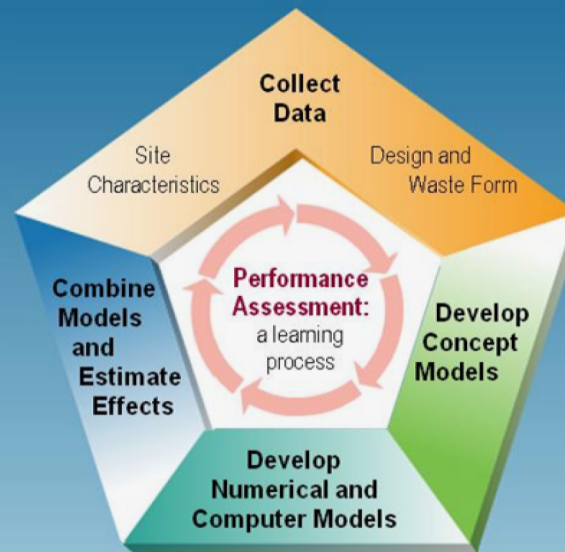 Collect
Data
Site
Characteristics
Design and
Waste Form
Performance
Assessment:
a learning
process
Develop
Concept
Models
Develop
Numerical and
Computer Models
Combine
Models
and
Estimate
Effects